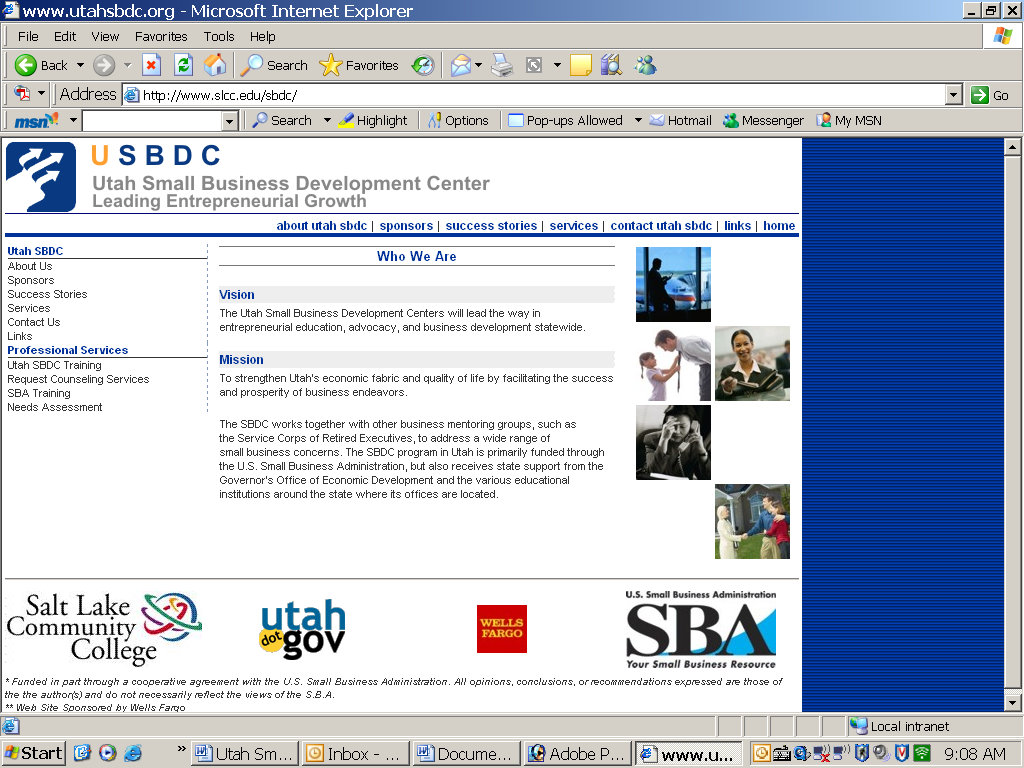 www.utahsbdc.org - Microsoft Internet Explorer
File Edit View Favorites Tools Help
Back Search Favorites
Address http://www.slcc.edu/sbdc/ Go
msn Search Highlight Options Pop-ups Allowed Hotmail Messenger My MSN
USBDC
Utah Small Business Development Center
Leading Entrepreneurial Growth
about utah sbdc | sponsors | success stories | services | contact utah sbdc | links | home
Utah SBDC
About Us
Sponsors
Success Stories
Services
Contact Us
Links
Professional Services
Utah SBDC Training
Request Counseling Services
SBA Training
Needs Assessment
Who We Are
Vision
The Utah Small Business Development Centers will lead the way in
entrepreneurial education, advocacy, and business development statewide.
Mission
To strengthen Utah's economic fabric and quality of life by facilitating the success
and prosperity of business endeavors.
The SBDC works together with other business mentoring groups, such as
the Service Corps of Retired Executives, to address a wide range of
small business concerns. The SBDC program in Utah is primarily funded through
the U.S. Small Business Administration, but also receives state support from the
Governor's Office of Economic Development and the various educational
institutions around the state where its offices are located.
Salt Lake
Community
College
utah
dot gov
WELLS
FARGO
U.S. Small Business Administration
SBA
Your Small Business Resource
* Funded in part through a cooperative agreement with the U.S. Small Business Administration. All opinions, conclusions, or recommendations expressed are those of
the the author(s) and do not necessarily reflect the views of the S.B.A.
** Web Site Sponsored by Wells Fargo
Local intranet
Start » Utah Sm... Inbox - ... Docume... Adobe P... www.u... 9:08 AM